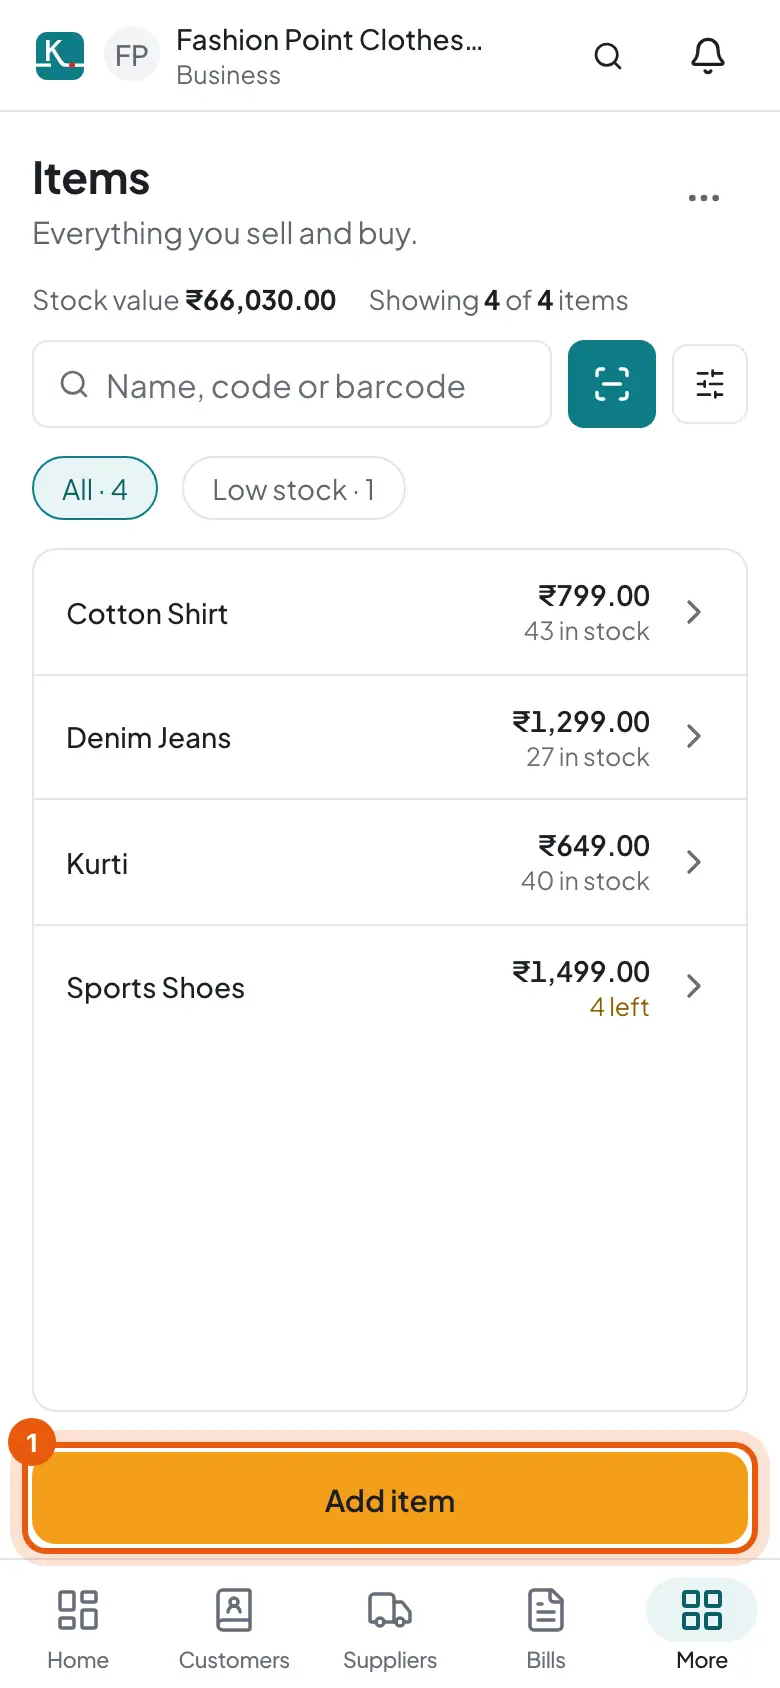 K.
FP
Fashion Point Clothes...
Business
Items
Everything you sell and buy.
Stock value ₹66,030.00 Showing 4 of 4 items
Name, code or barcode
All · 4
Low stock · 1
Cotton Shirt
₹799.00
43 in stock
Denim Jeans
₹1,299.00
27 in stock
Kurti
₹649.00
40 in stock
Sports Shoes
₹1,499.00
4 left
1
Add item
Home
Customers
Suppliers
Bills
More